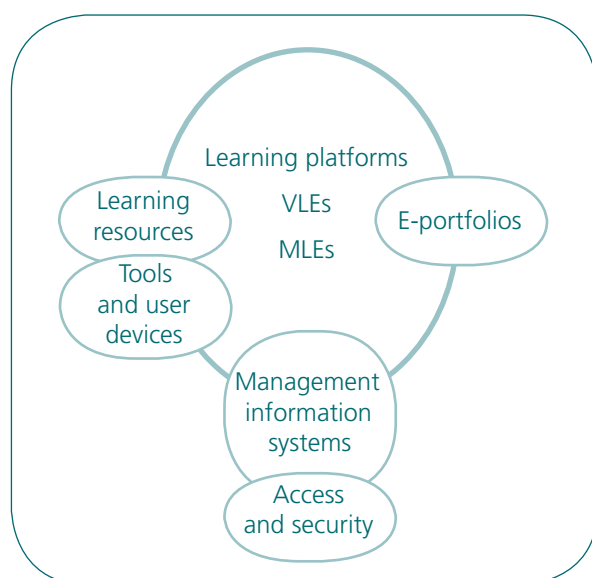 Learning platforms
VLEs
MLEs
Learning
resources
E-portfolios
Tools
and user
devices
Management
information
systems
Access
and security